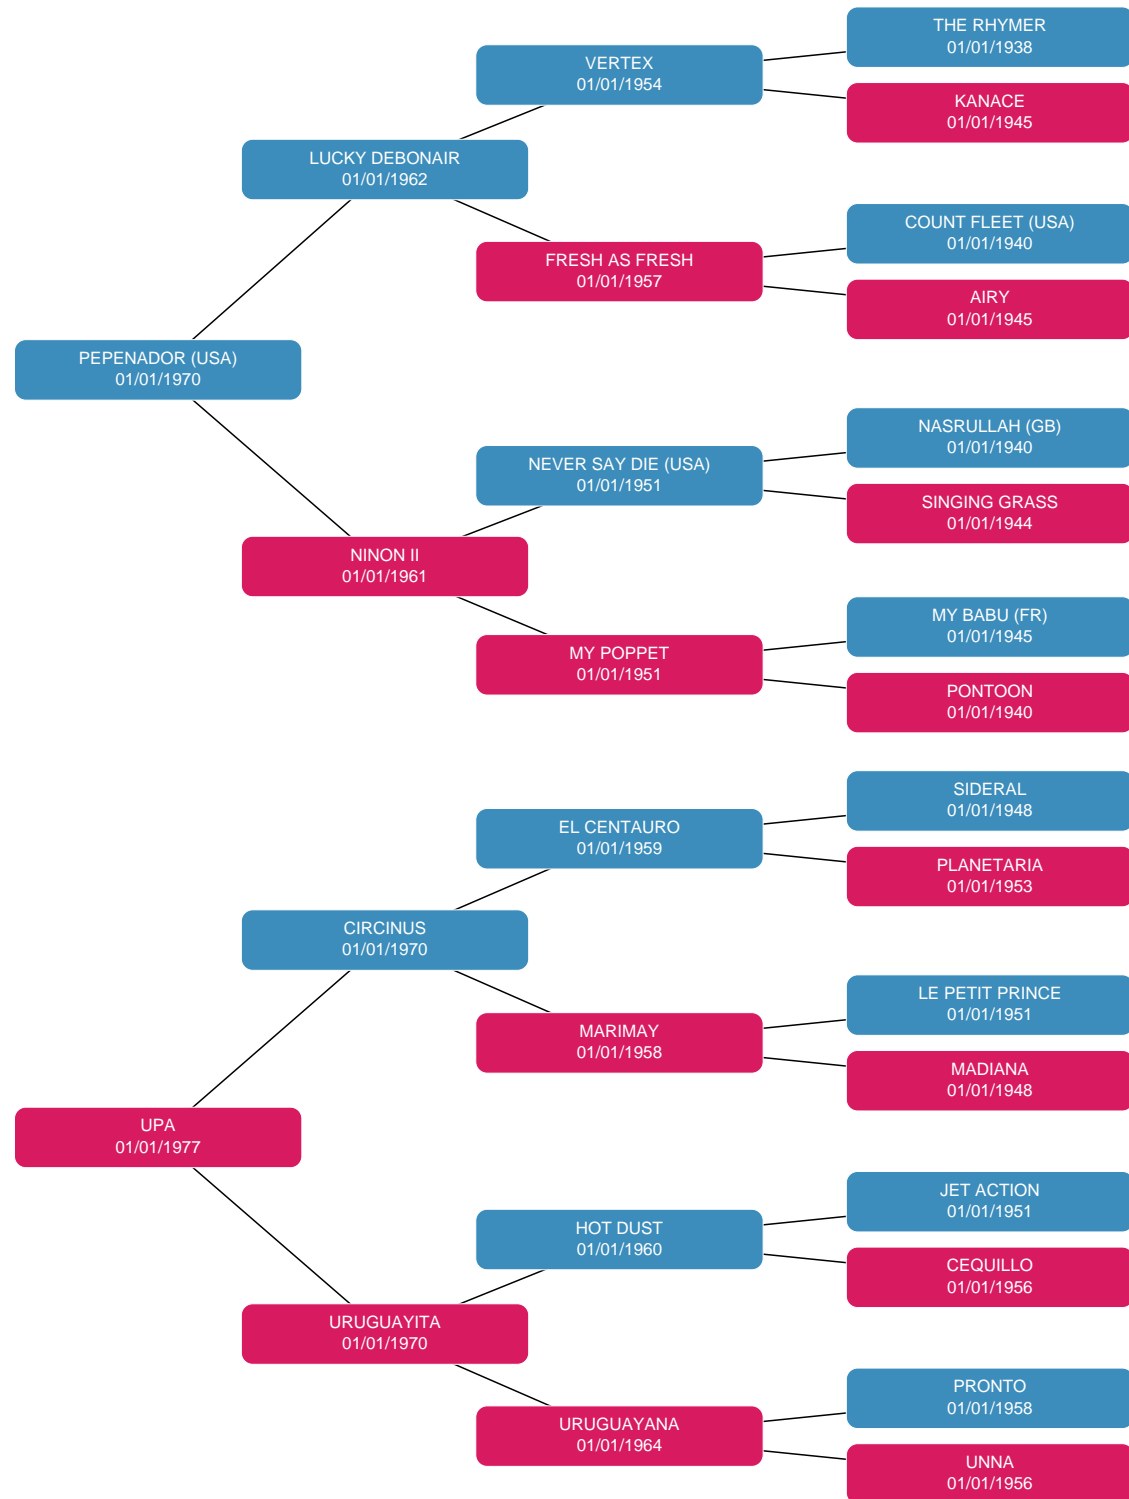 THE RHYMER
01/01/1938
VERTEX
01/01/1954
KANACE
01/01/1945
LUCKY DEBONAIR
01/01/1962
COUNT FLEET (USA)
01/01/1940
FRESH AS FRESH
01/01/1957
AIRY
01/01/1945
PEPENADOR (USA)
01/01/1970
NASRULLAH (GB)
01/01/1940
NEVER SAY DIE (USA)
01/01/1951
SINGING GRASS
01/01/1944
NINON II
01/01/1961
MY BABU (FR)
01/01/1945
MY POPPET
01/01/1951
PONTOON
01/01/1940
SIDERAL
01/01/1948
EL CENTAURO
01/01/1959
PLANETARIA
01/01/1953
CIRCINUS
01/01/1970
LE PETIT PRINCE
01/01/1951
MARIMAY
01/01/1958
MADIANA
01/01/1948
UPA
01/01/1977
JET ACTION
01/01/1951
HOT DUST
01/01/1960
CEQUILLO
01/01/1956
URUGUAYITA
01/01/1970
PRONTO
01/01/1958
URUGUAYANA
01/01/1964
UNNA
01/01/1956